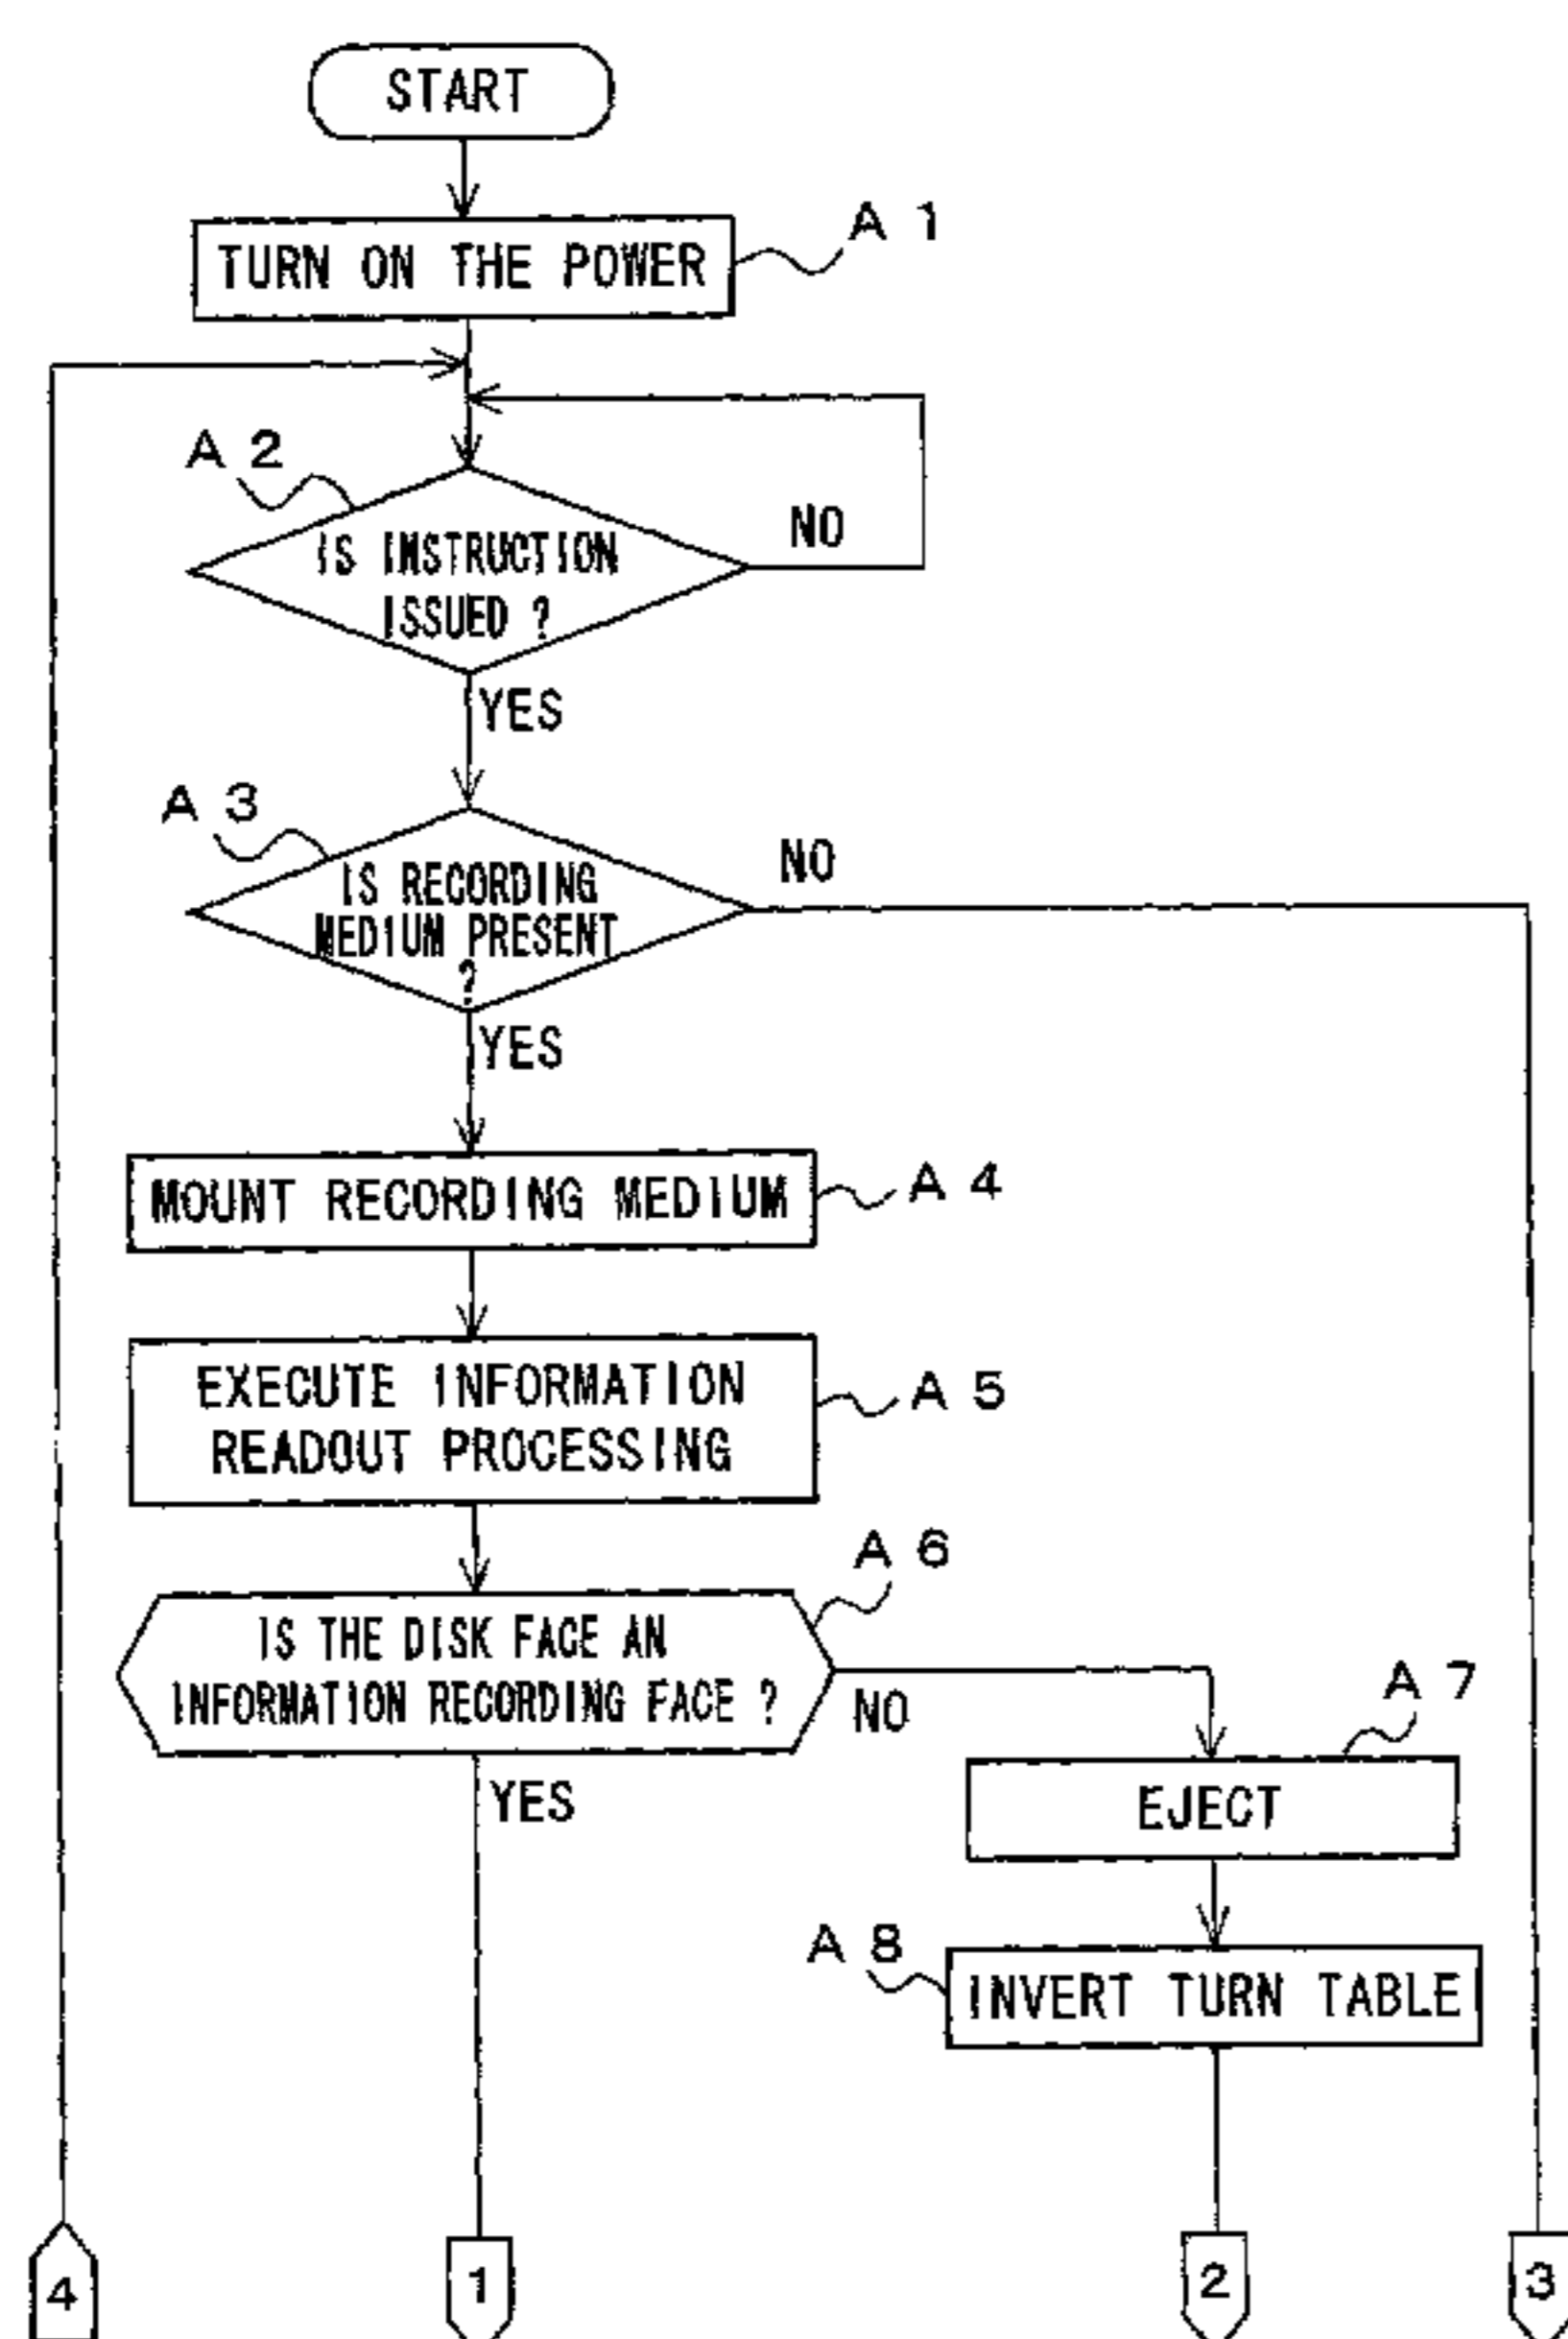 START
TURN ON THE POWER
A 1
A 2
IS INSTRUCTION
ISSUED ?
NO
YES
A 3
IS RECORDING
MEDIUM PRESENT
?
NO
YES
MOUNT RECORDING MEDIUM
A 4
EXECUTE INFORMATION
READOUT PROCESSING
A 5
A 6
IS THE DISK FACE AN
INFORMATION RECORDING FACE ?
NO
YES
A 7
EJECT
A 8
INVERT TURN TABLE
4
1
2
3